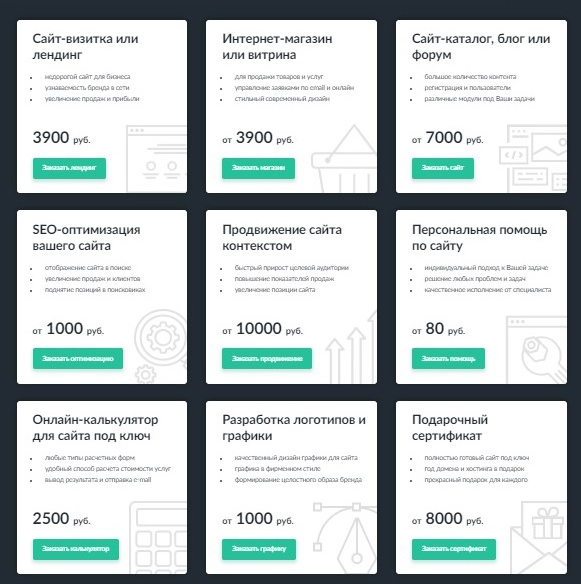 Сайт-визитка или
лендинг
недорогой сайт для бизнеса
узнаваемость бренда в сети
увеличение продаж и прибыли
3900 руб.
Заказать лендинг
Интернет-магазин
или витрина
для продажи товаров и услуг
управление заявками по email и онлайн
стильный современный дизайн
от 3900 руб.
Заказать магазин
Сайт-каталог, блог или
форум
большое количество контента
регистрация и пользователи
различные модули под Ваши задачи
от 7000 руб.
Заказать сайт
SEO-оптимизация
вашего сайта
отображение сайта в поиске
увеличение продаж и клиентов
поднятие позиций в поисковиках
от 1000 руб.
Заказать оптимизацию
Продвижение сайта
контекстом
быстрый прирост целевой аудитории
повышение показателей продаж
увеличение позиции сайта
от 10000 руб.
Заказать продвижение
Персональная помощь
по сайту
индивидуальный подход к Вашей задаче
решение любых проблем и задач
качественное исполнение от специалиста
от 80 руб.
Заказать помощь
Онлайн-калькулятор
для сайта под ключ
любые типы расчетных форм
удобный способ расчета стоимости услуг
вывод результата и отправка e-mail
2500 руб.
Заказать калькулятор
Разработка логотипов и
графики
качественный дизайн графики для сайта
графика в фирменном стиле
формирование целостного образа бренда
от 1000 руб.
Заказать графику
Подарочный
сертификат
полностью готовый сайт под ключ
год домена и хостинга в подарок
прекрасный подарок для каждого
от 8000 руб.
Заказать сертификат